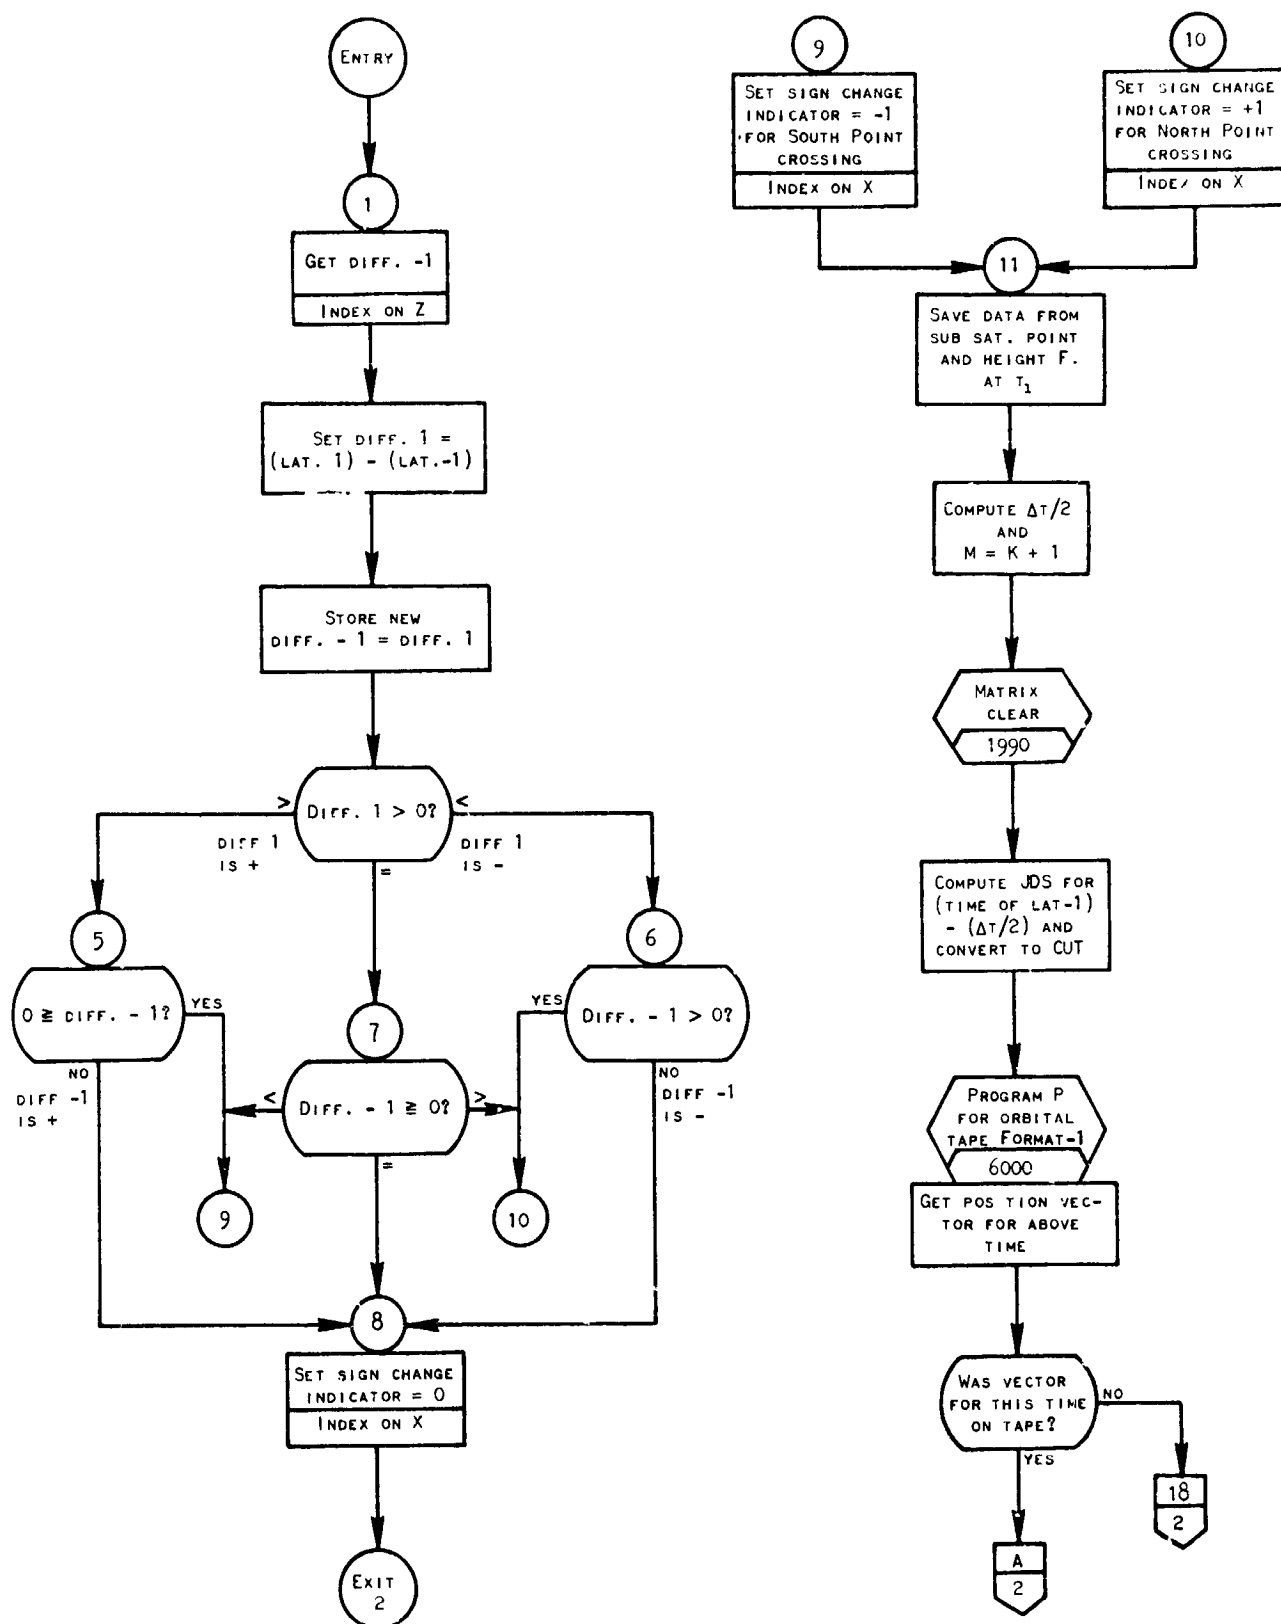 ENTRY
1
GET DIFF. -1
INDEX ON Z
SET DIFF. 1 =
(LAT. 1) - (LAT.-1)
STORE NEW
DIFF. - 1 = DIFF. 1
DIFF. 1 > 0?
>
DIFF 1
IS +
<
DIFF 1
IS -
=
5
0 ≧ DIFF. - 1?
YES
NO
DIFF -1
IS +
6
DIFF. - 1 > 0?
YES
NO
DIFF -1
IS -
7
DIFF. - 1 ≧ 0?
<
>
=
9
10
8
SET SIGN CHANGE
INDICATOR = 0
INDEX ON X
EXIT
2
9
SET SIGN CHANGE
INDICATOR = -1
FOR SOUTH POINT
CROSSING
INDEX ON X
10
SET SIGN CHANGE
INDICATOR = +1
FOR NORTH POINT
CROSSING
INDEX ON X
11
SAVE DATA FROM
SUB SAT. POINT
AND HEIGHT F.
AT T₁
COMPUTE ΔT/2
AND
M = K + 1
MATRIX
CLEAR
1990
COMPUTE JDS FOR
(TIME OF LAT-1)
- (ΔT/2) AND
CONVERT TO CUT
PROGRAM P
FOR ORBITAL
TAPE FORMAT-1
6000
GET POS TION VEC-
TOR FOR ABOVE
TIME
WAS VECTOR
FOR THIS TIME
ON TAPE?
NO
YES
18
2
A
2